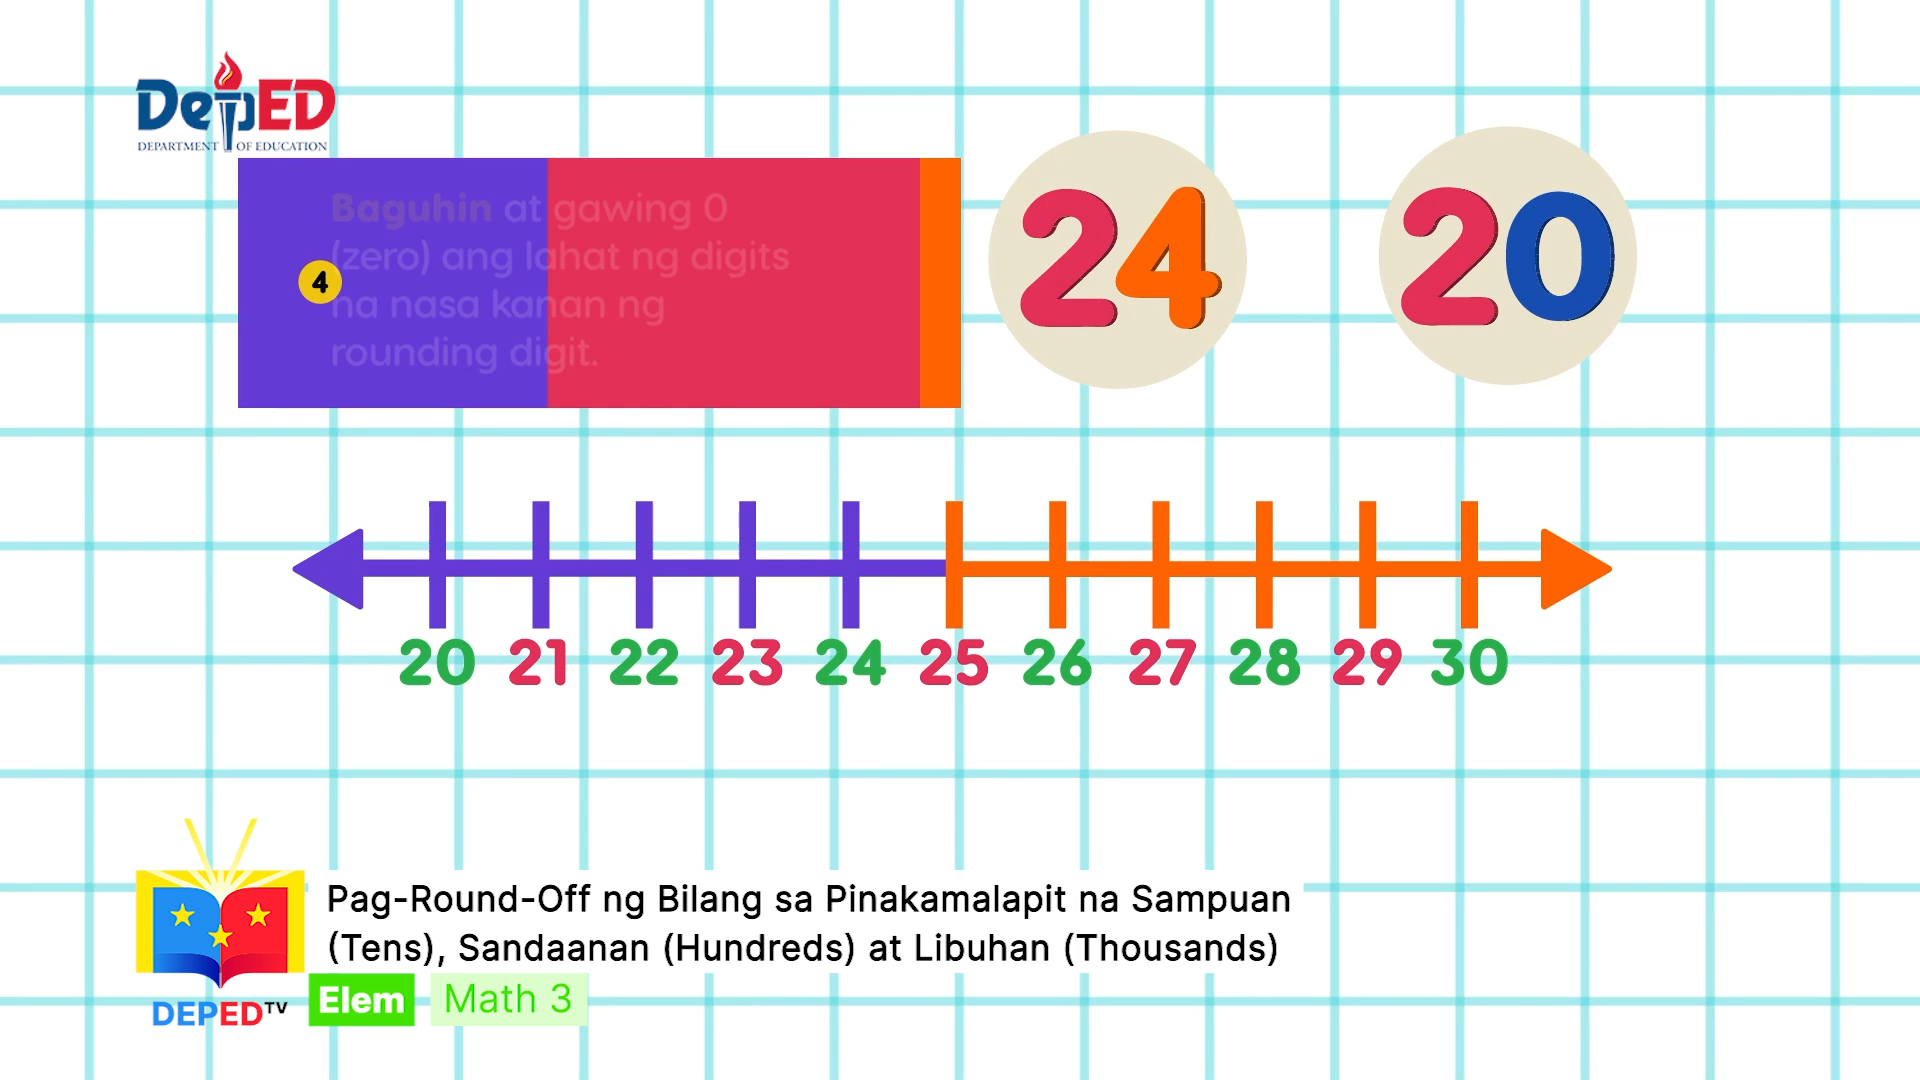 DepED
DEPARTMENT OF EDUCATION
4
Baguhin at gawing 0
(zero) ang lahat ng digits
na nasa kanan ng
rounding digit.
24
20
20 21 22 23 24 25 26 27 28 29 30
Pag-Round-Off ng Bilang sa Pinakamalapit na Sampuan
(Tens), Sandaanan (Hundreds) at Libuhan (Thousands)
DEPED TV
Elem Math 3